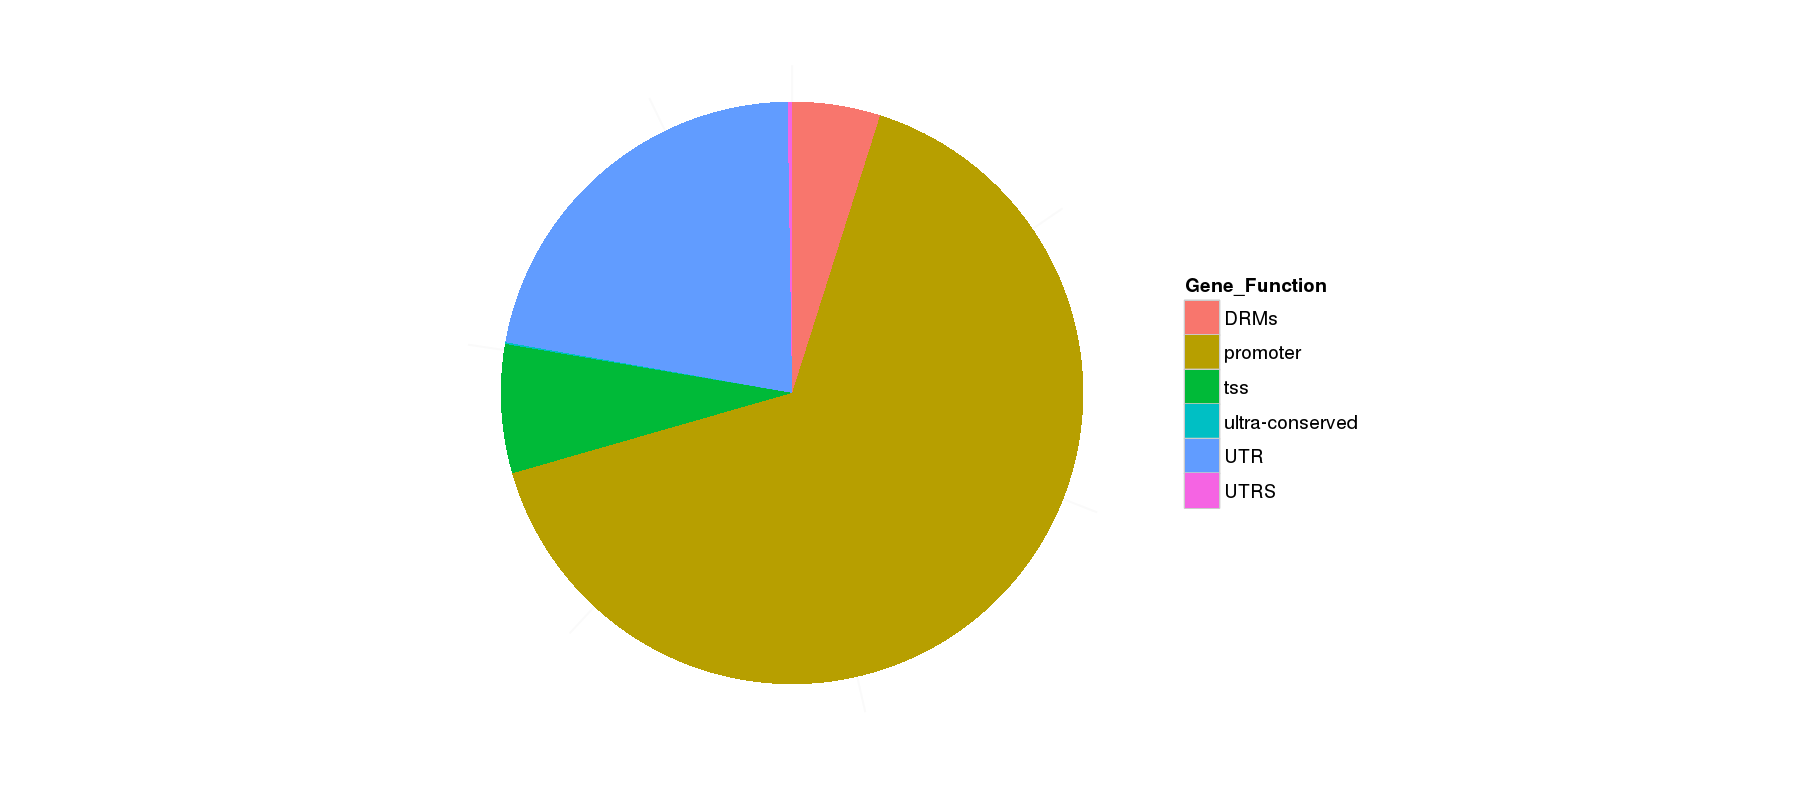 Gene_Function
DRMs
promoter
tss
ultra-conserved
UTR
UTRS